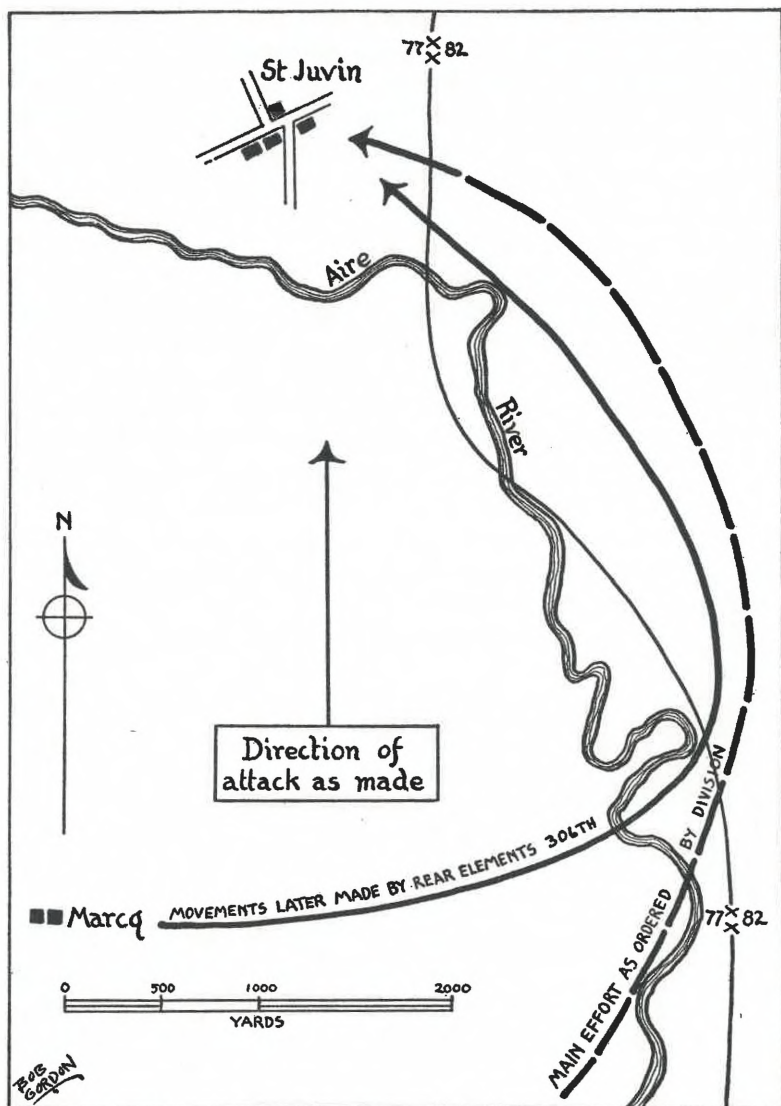 77 82
St Juvin
Aire
River
N
Direction of
attack as made
MOVEMENTS LATER MADE BY REAR ELEMENTS 306TH
MAIN EFFORT AS ORDERED BY DIVISION
Marcq
77 82
0 500 1000 2000
YARDS
BOB
GORDON